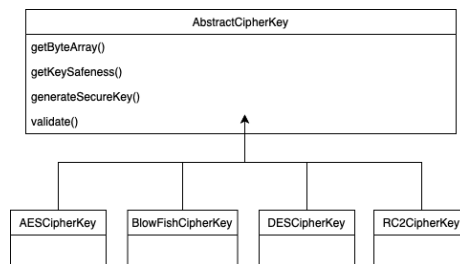 AbstractCipherKey
getByteArray()
getKeySafeness()
generateSecureKey()
validate()
AESCipherKey
BlowFishCipherKey
DESCipherKey
RC2CipherKey